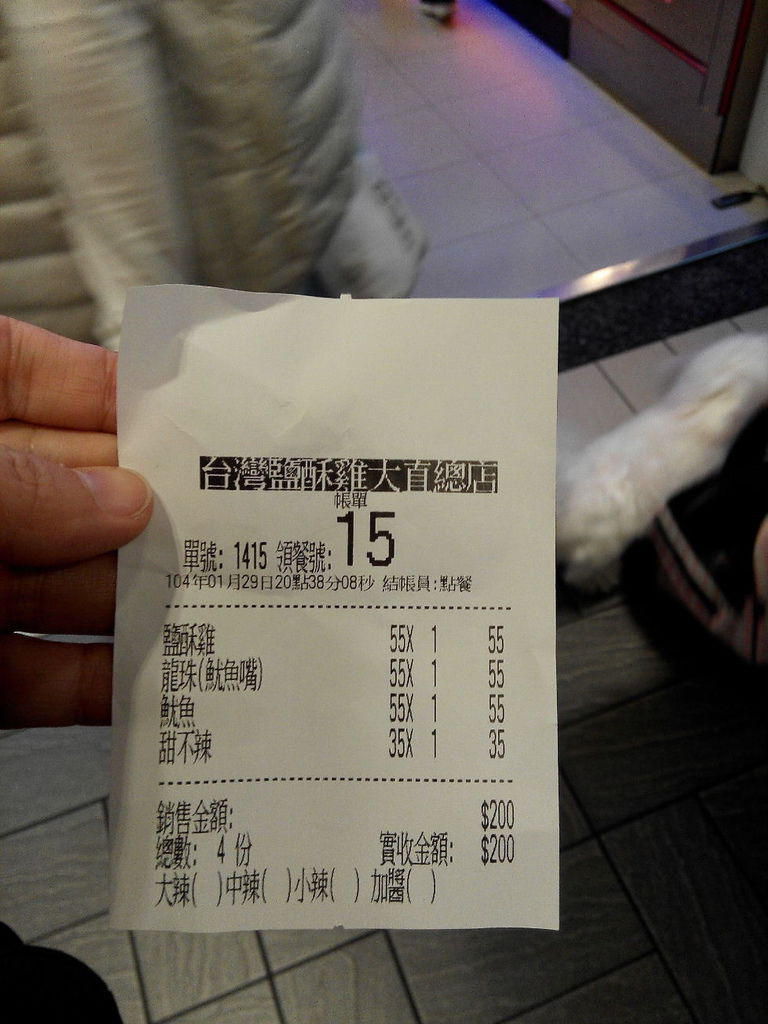 台灣鹽酥雞大直總店
帳單
單號: 1415 領餐號: 15
104年01月29日20點38分08秒 結帳員:點餐
鹽酥雞 55X 1 55
龍珠(魷魚嘴) 55X 1 55
魷魚 55X 1 55
甜不辣 35X 1 35
銷售金額: $200
總數: 4 份 實收金額: $200
大辣( )中辣( )小辣( ) 加醬( )